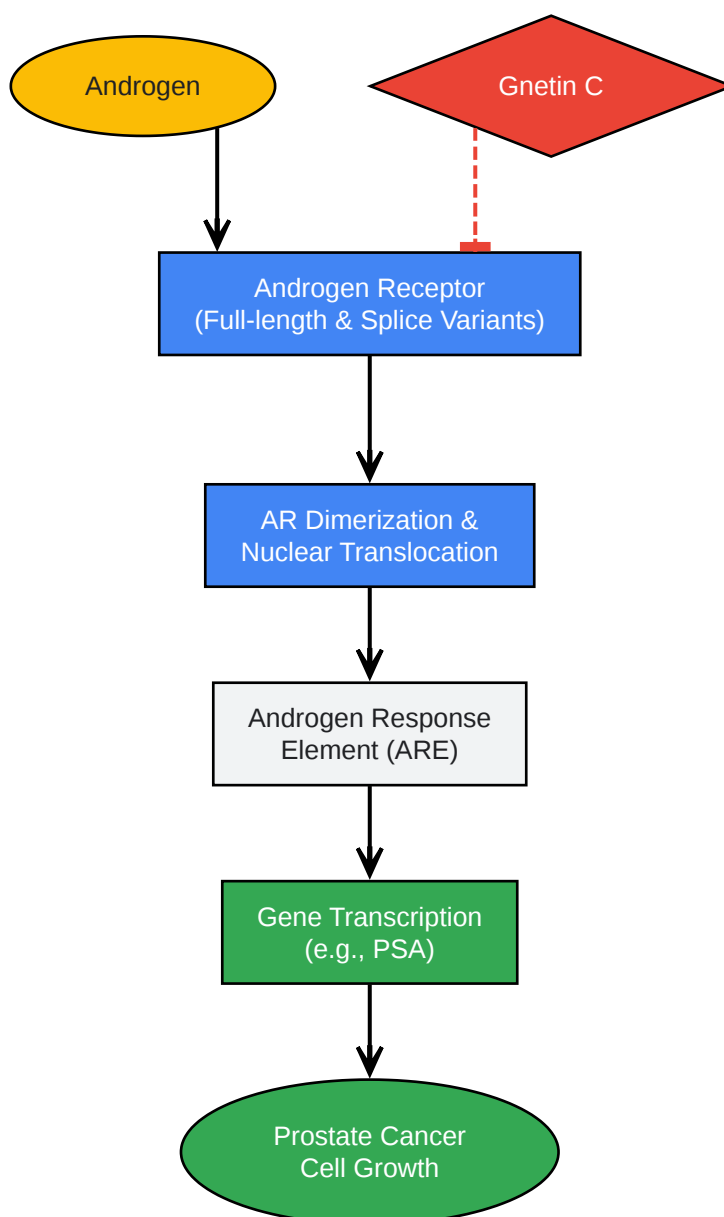 Androgen
Gnetin C
Androgen Receptor
(Full-length & Splice Variants)
AR Dimerization &
Nuclear Translocation
Androgen Response
Element (ARE)
Gene Transcription
(e.g., PSA)
Prostate Cancer
Cell Growth